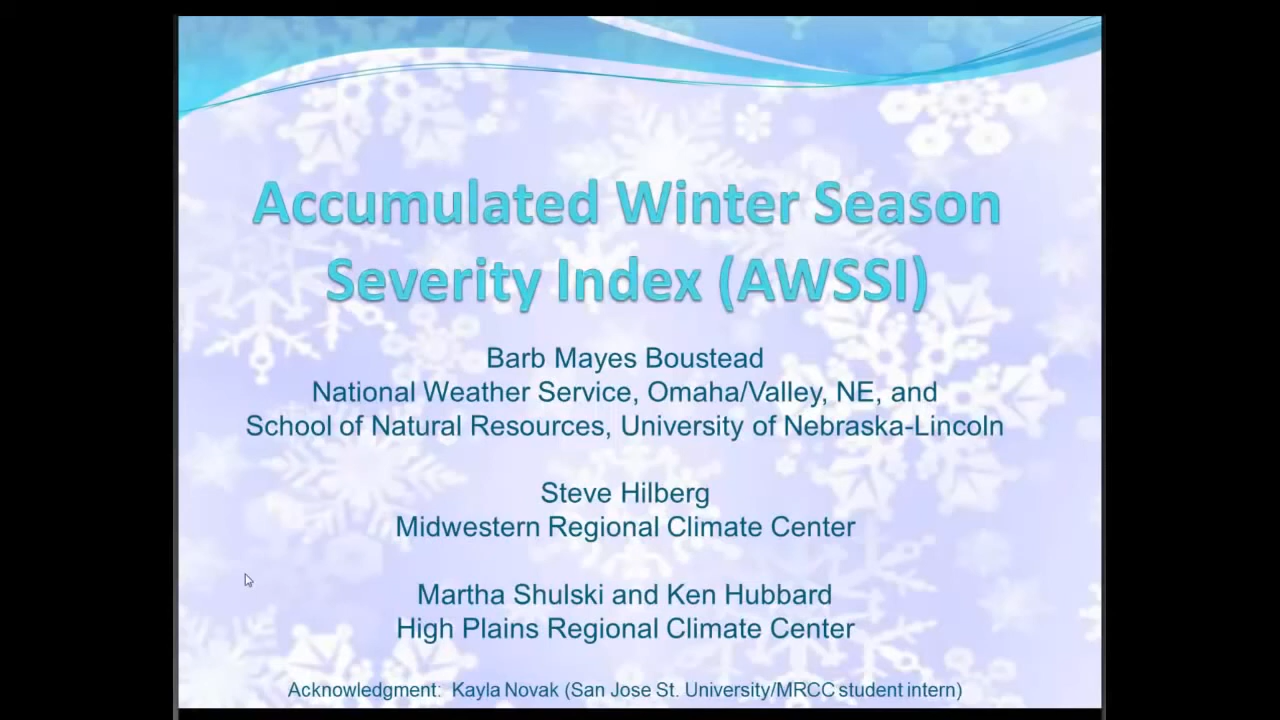 Accumulated Winter Season
Severity Index (AWSSI)
Barb Mayes Boustead
National Weather Service, Omaha/Valley, NE, and
School of Natural Resources, University of Nebraska-Lincoln
Steve Hilberg
Midwestern Regional Climate Center
Martha Shulski and Ken Hubbard
High Plains Regional Climate Center
Acknowledgment: Kayla Novak (San Jose St. University/MRCC student intern)